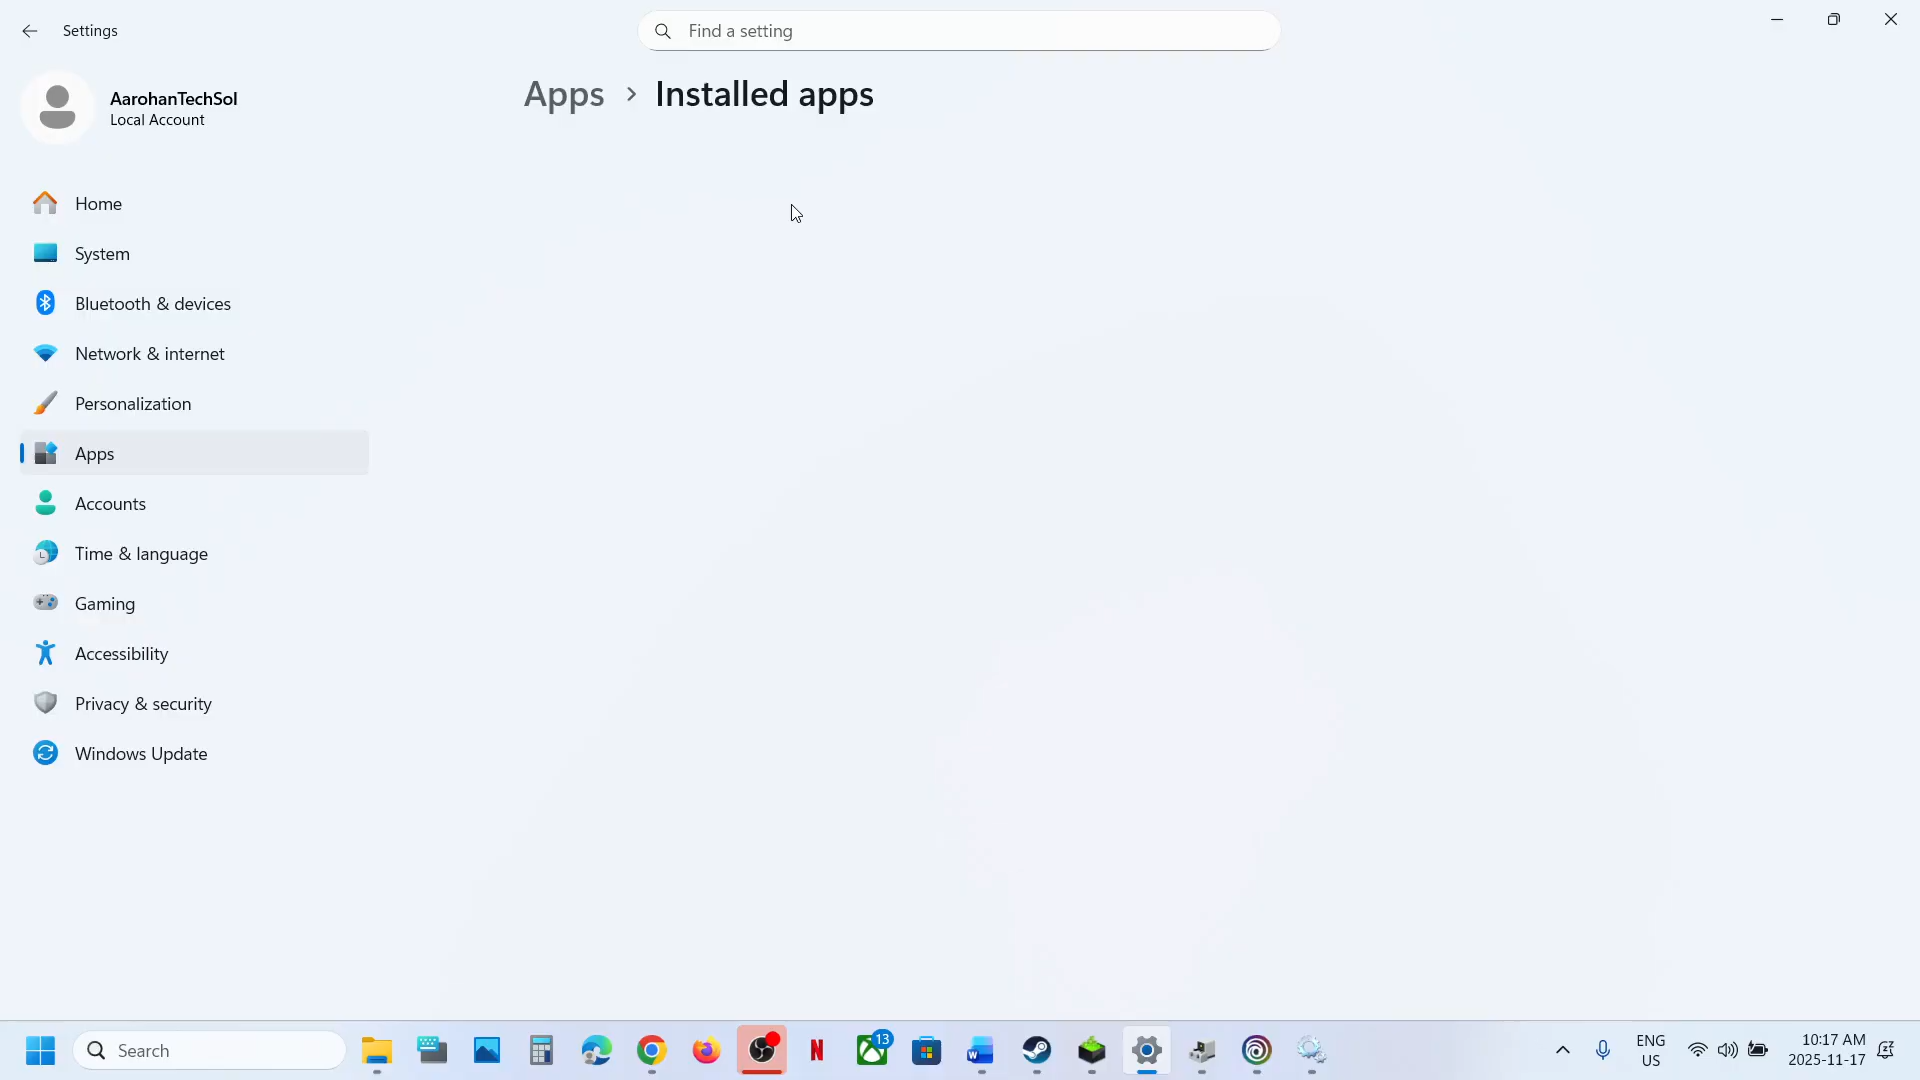 Settings
Find a setting
AarohanTechSol
Local Account
Apps > Installed apps
Home
System
Bluetooth & devices
Network & internet
Personalization
Apps
Accounts
Time & language
Gaming
Accessibility
Privacy & security
Windows Update
Search
13
ENG
US
10:17 AM
2025-11-17